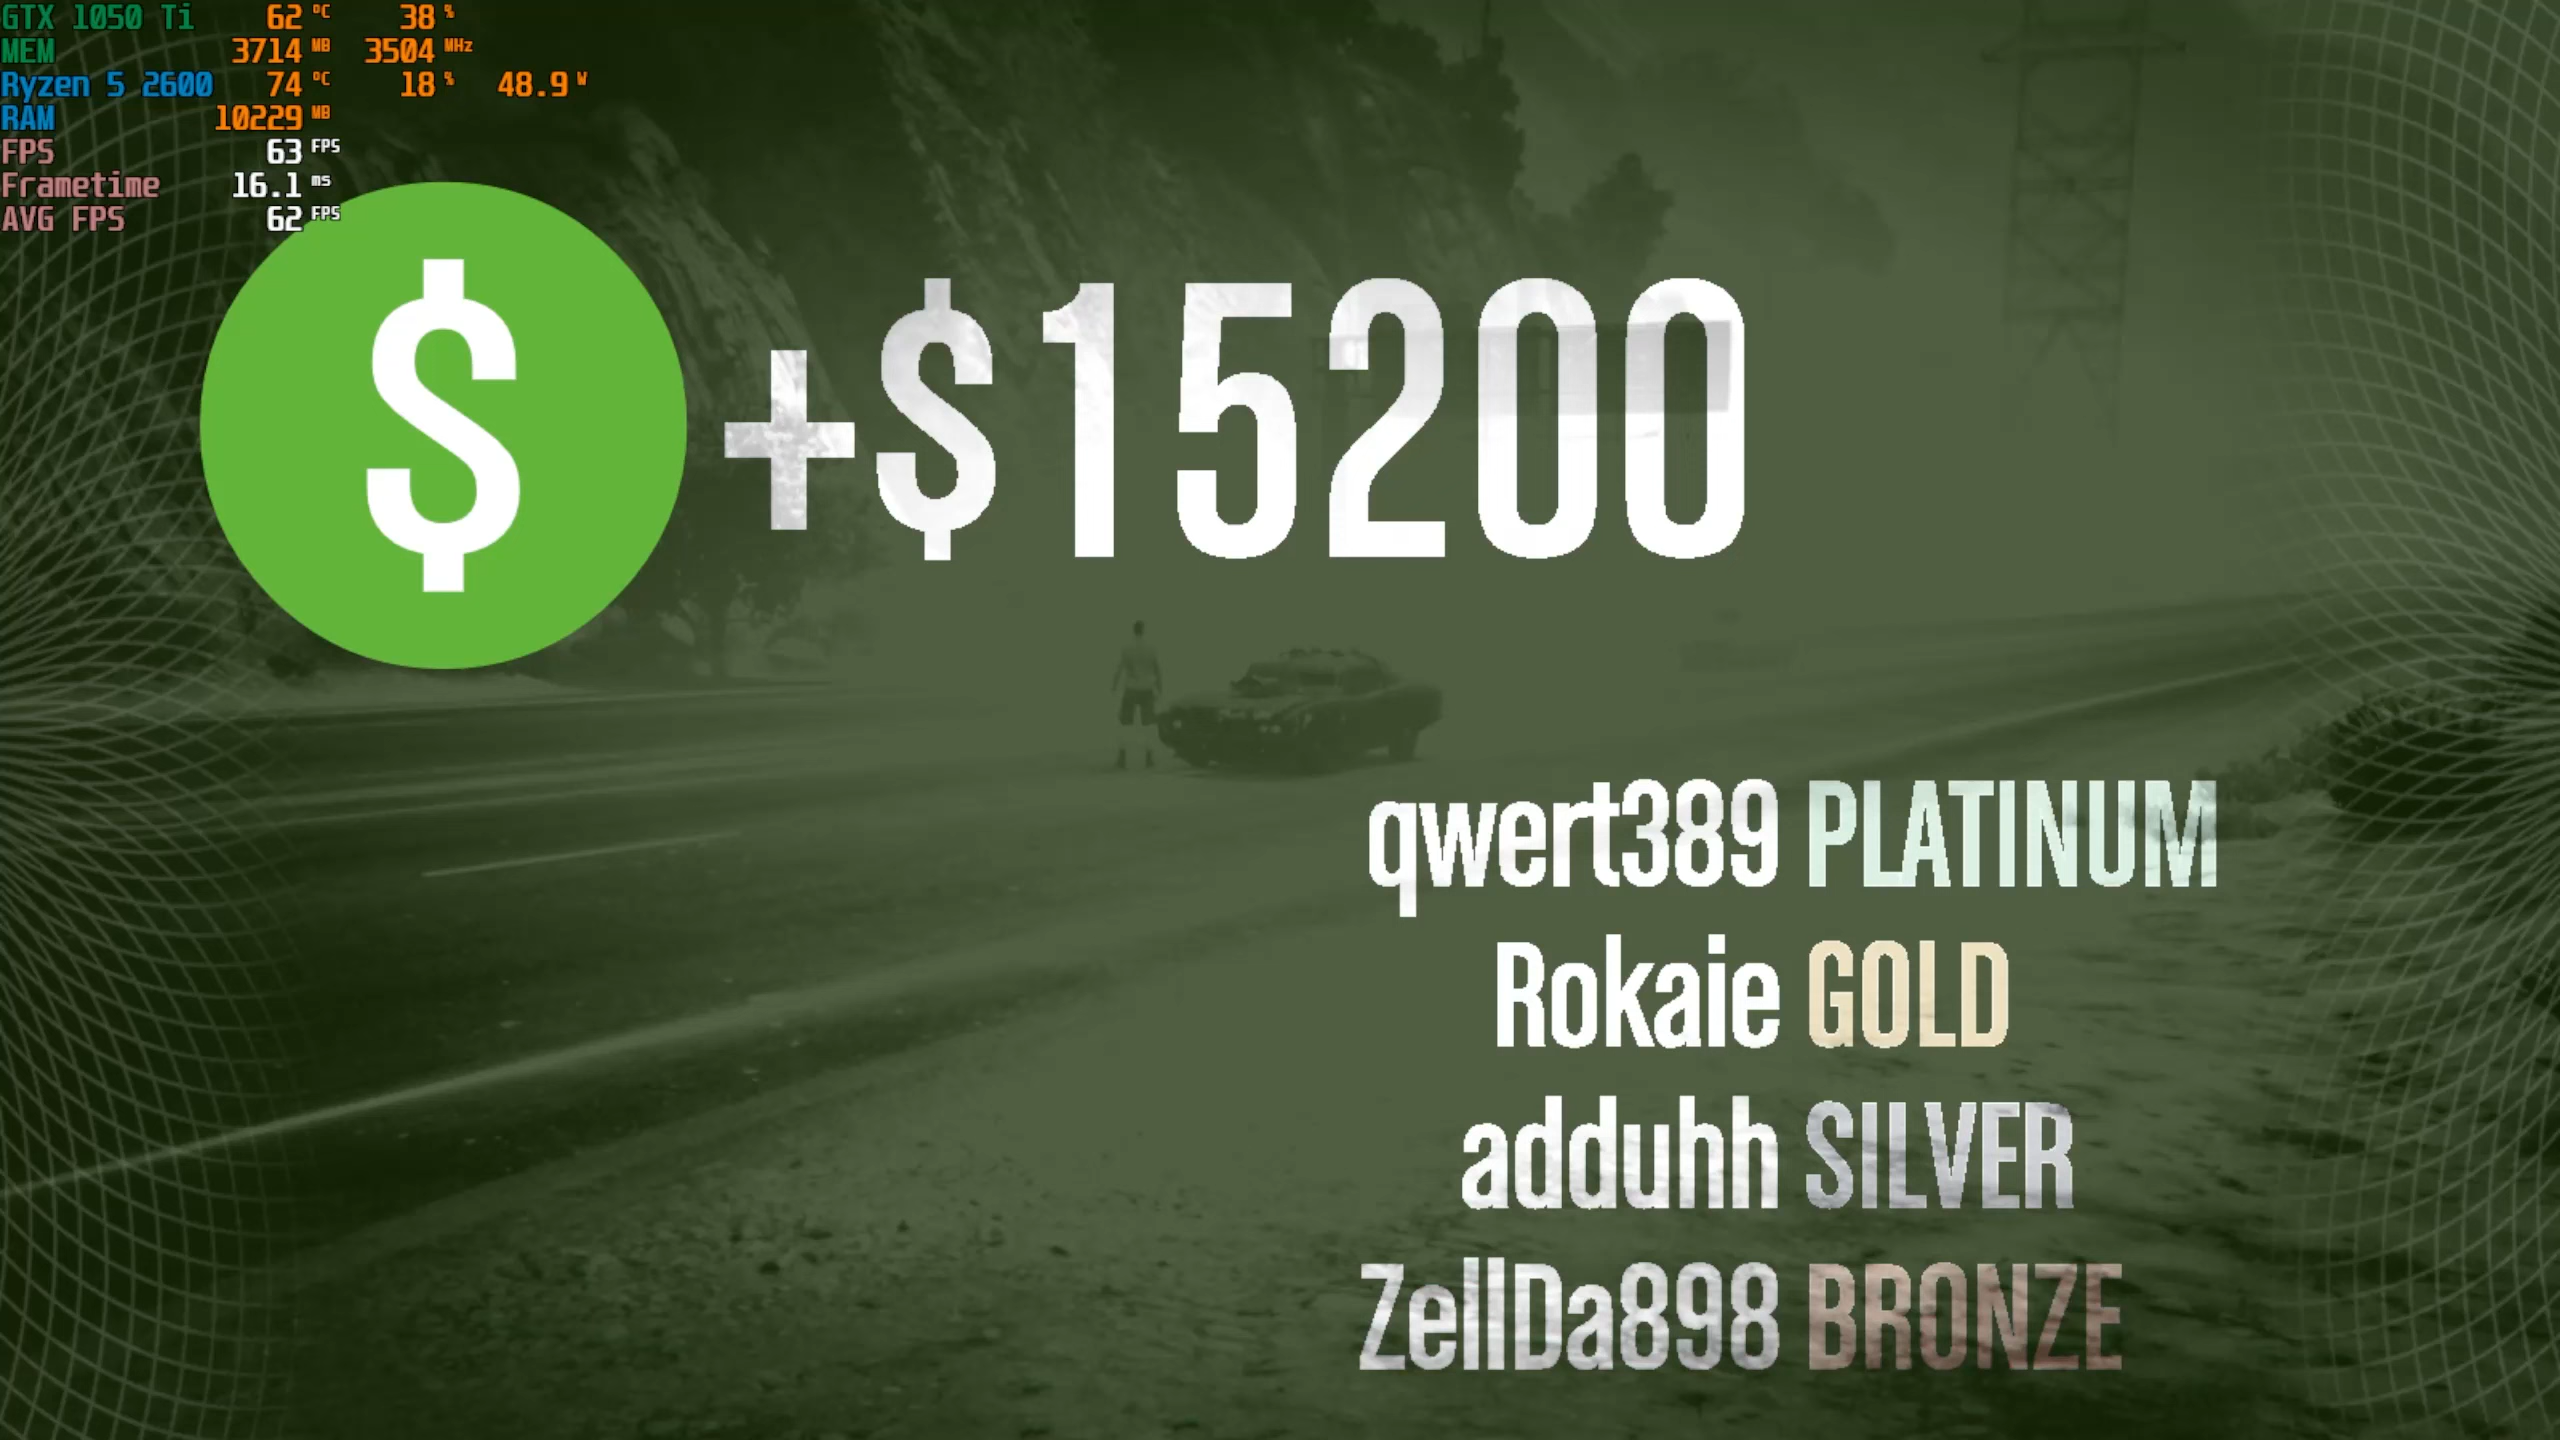 GTX 1050 Ti 62 °C 38 %
MEM 3714 MB 3504 MHz
Ryzen 5 2600 74 °C 18 % 48.9 W
RAM 10229 MB
FPS 63 FPS
Frametime 16.1 ms
AVG FPS 62 FPS
$ +$15200
qwert389 PLATINUM
Rokaie GOLD
adduhh SILVER
ZellDa898 BRONZE